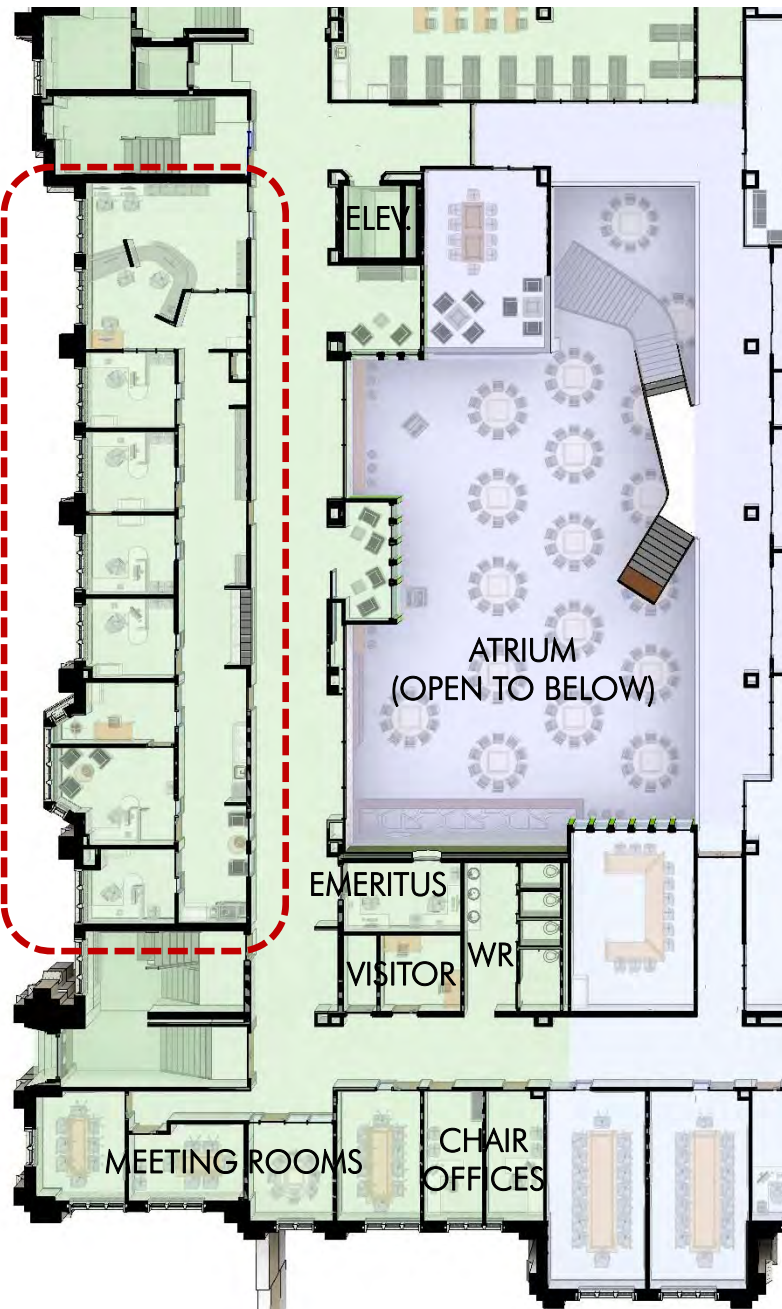 ELEV.
ATRIUM
(OPEN TO BELOW)
EMERITUS
VISITOR
WR
MEETING ROOMS
CHAIR
OFFICES